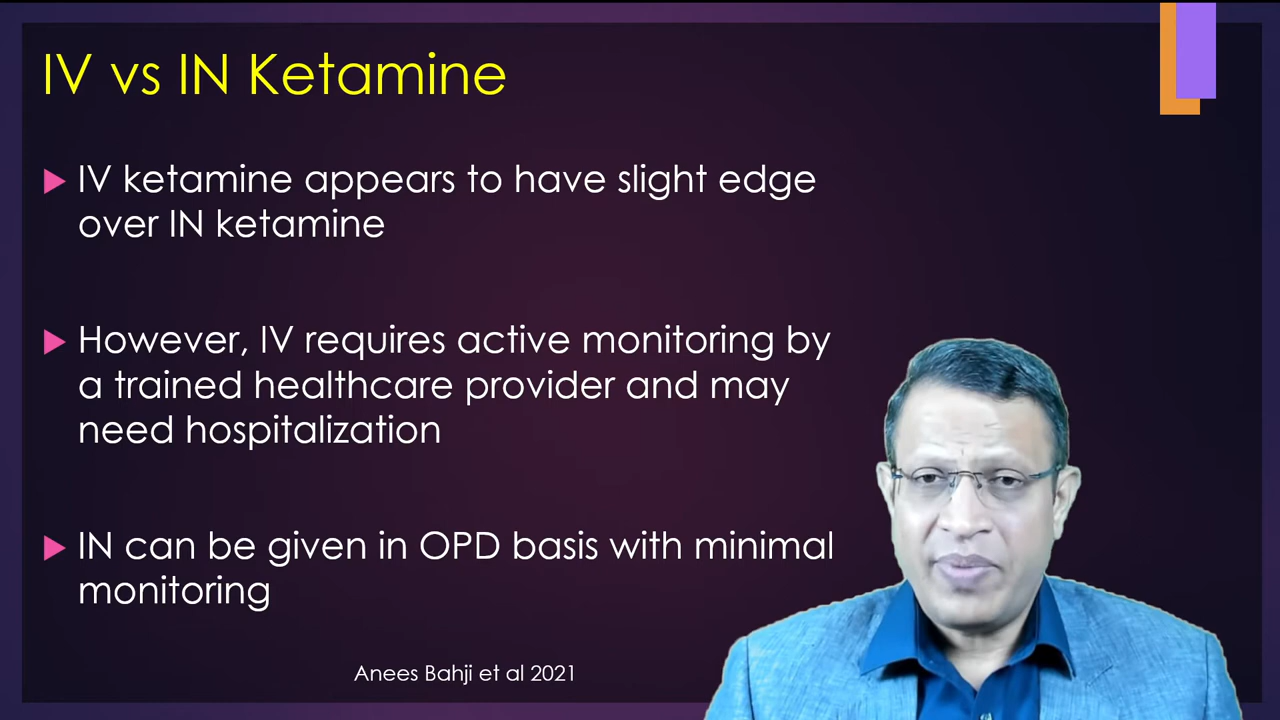 IV vs IN Ketamine
IV ketamine appears to have slight edge
over IN ketamine
However, IV requires active monitoring by
a trained healthcare provider and may
need hospitalization
IN can be given in OPD basis with minimal
monitoring
Anees Bahji et al 2021